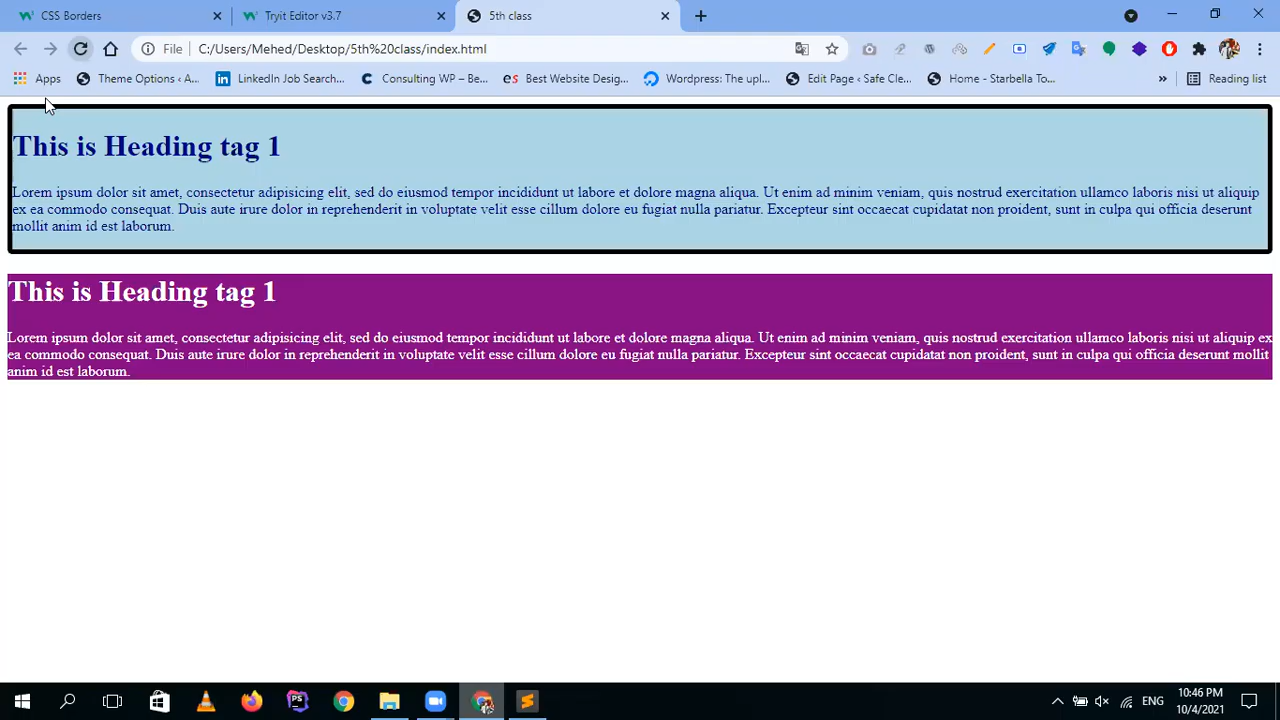 CSS Borders
Tryit Editor v3.7
5th class
File
C:/Users/Mehed/Desktop/5th%20class/index.html
Apps
Theme Options ‹ A...
LinkedIn Job Search...
Consulting WP – Be...
es
Best Website Desig...
Wordpress: The upl...
Edit Page ‹ Safe Cle...
Home - Starbella To...
»
Reading list
This is Heading tag 1
Lorem ipsum dolor sit amet, consectetur adipisicing elit, sed do eiusmod tempor incididunt ut labore et dolore magna aliqua. Ut enim ad minim veniam, quis nostrud exercitation ullamco laboris nisi ut aliquip
ex ea commodo consequat. Duis aute irure dolor in reprehenderit in voluptate velit esse cillum dolore eu fugiat nulla pariatur. Excepteur sint occaecat cupidatat non proident, sunt in culpa qui officia deserunt
mollit anim id est laborum.
This is Heading tag 1
Lorem ipsum dolor sit amet, consectetur adipisicing elit, sed do eiusmod tempor incididunt ut labore et dolore magna aliqua. Ut enim ad minim veniam, quis nostrud exercitation ullamco laboris nisi ut aliquip ex
ea commodo consequat. Duis aute irure dolor in reprehenderit in voluptate velit esse cillum dolore eu fugiat nulla pariatur. Excepteur sint occaecat cupidatat non proident, sunt in culpa qui officia deserunt mollit
anim id est laborum.
PS
ENG
10:46 PM
10/4/2021